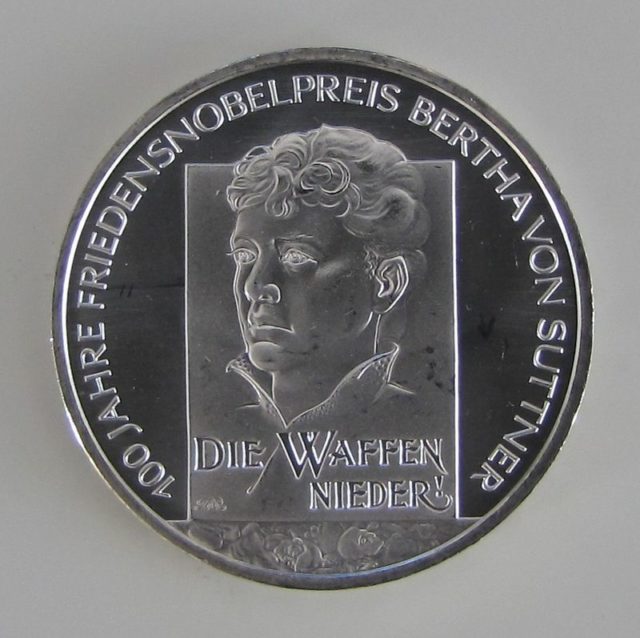 100 JAHRE FRIEDENSNOBELPREIS BERTHA VON SUTTNER
DIE WAFFEN
NIEDER!